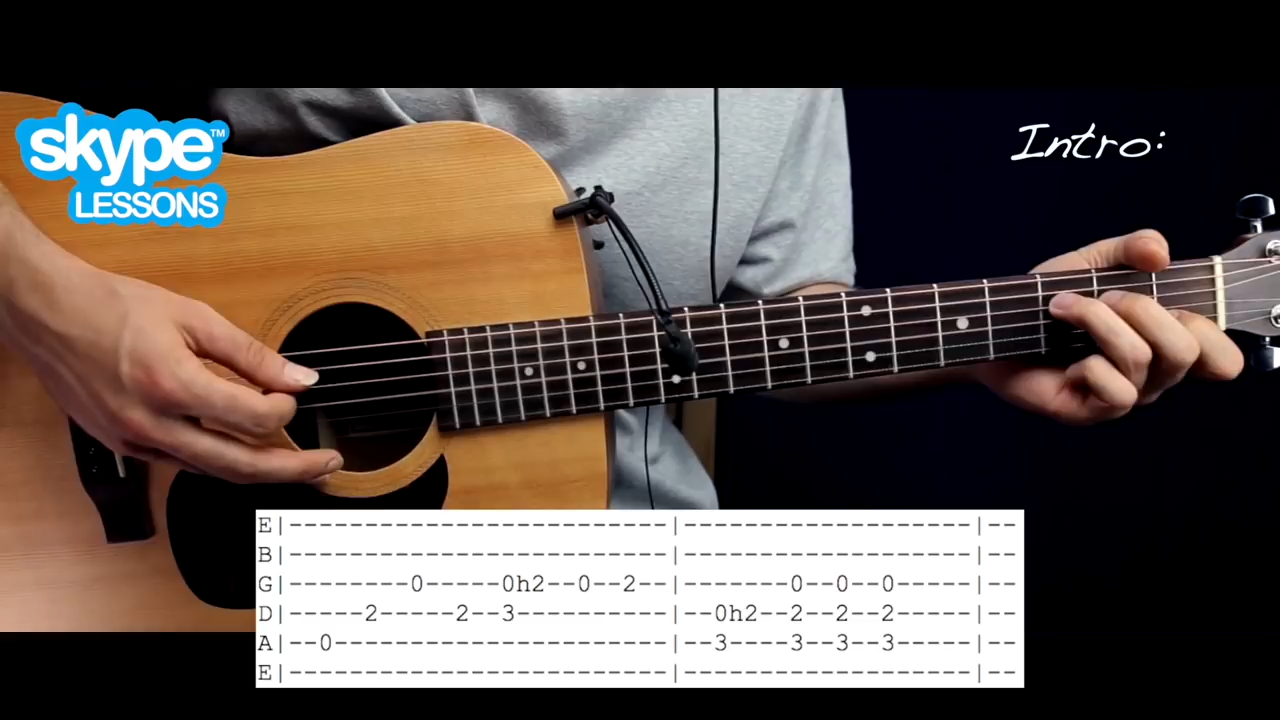 skype™
LESSONS
Intro:
E|-------------------------|-------------------|--
B|-------------------------|-------------------|--
G|--------0-----0h2--0--2--|-------0--0--0-----|--
D|-----2-----2--3----------|--0h2--2--2--2-----|--
A|--0----------------------|--3----3--3--3-----|--
E|-------------------------|-------------------|--